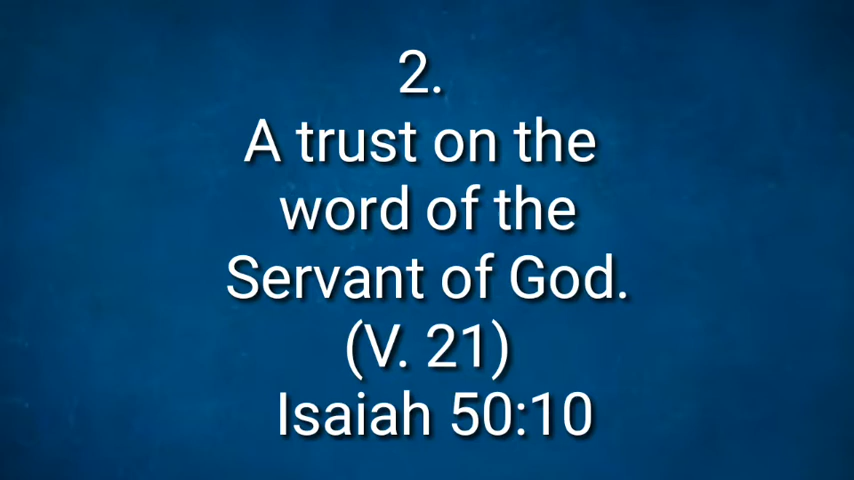 2.
A trust on the
word of the
Servant of God.
(V. 21)
Isaiah 50:10